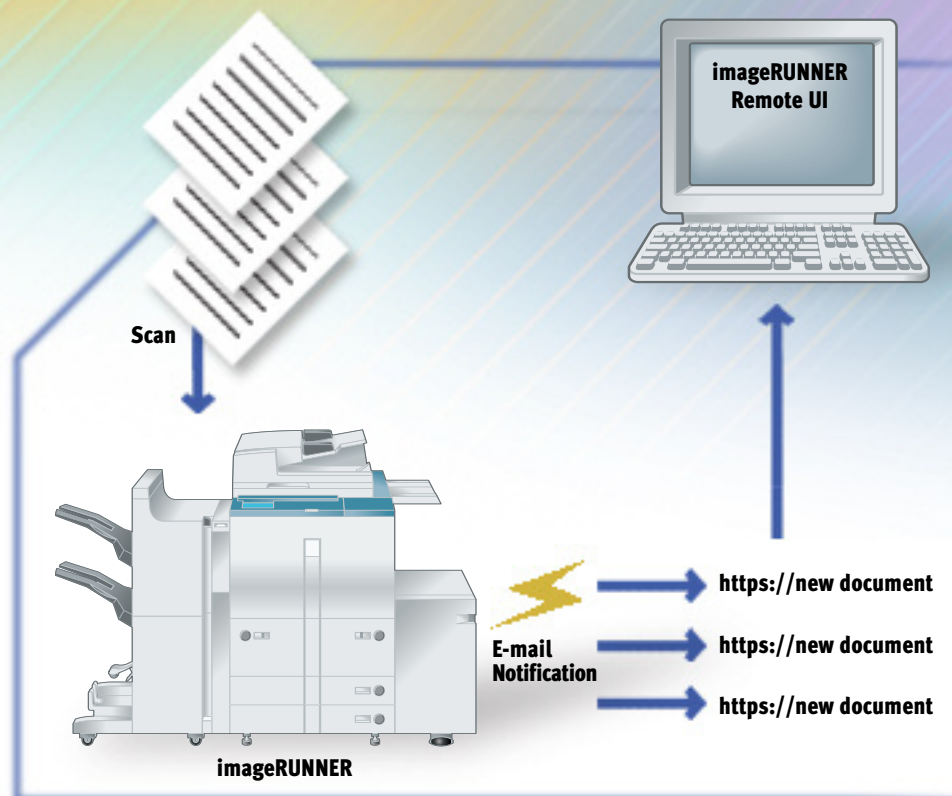 imageRUNNER
Remote UI
Scan
E-mail
Notification
https://new document
https://new document
https://new document
imageRUNNER